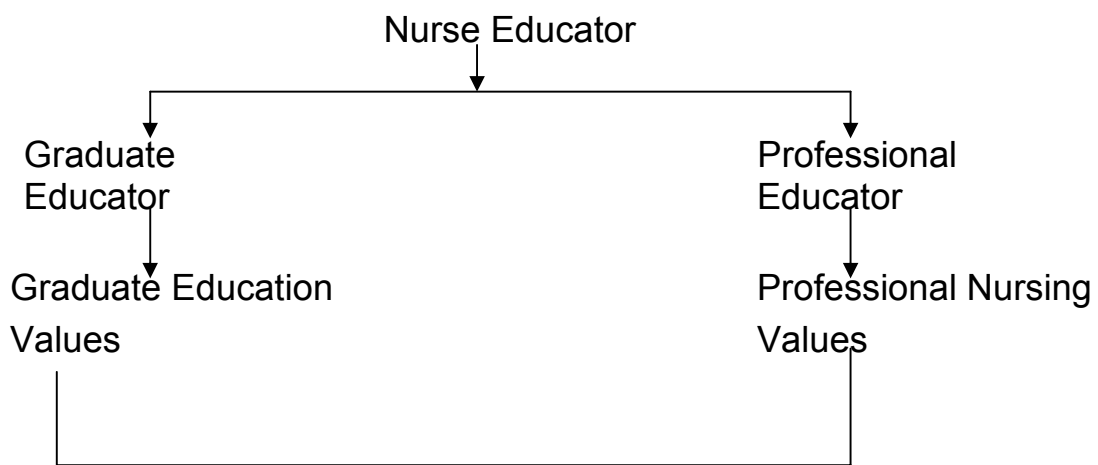 Nurse Educator
Graduate
Educator
Professional
Educator
Graduate Education
Values
Professional Nursing
Values